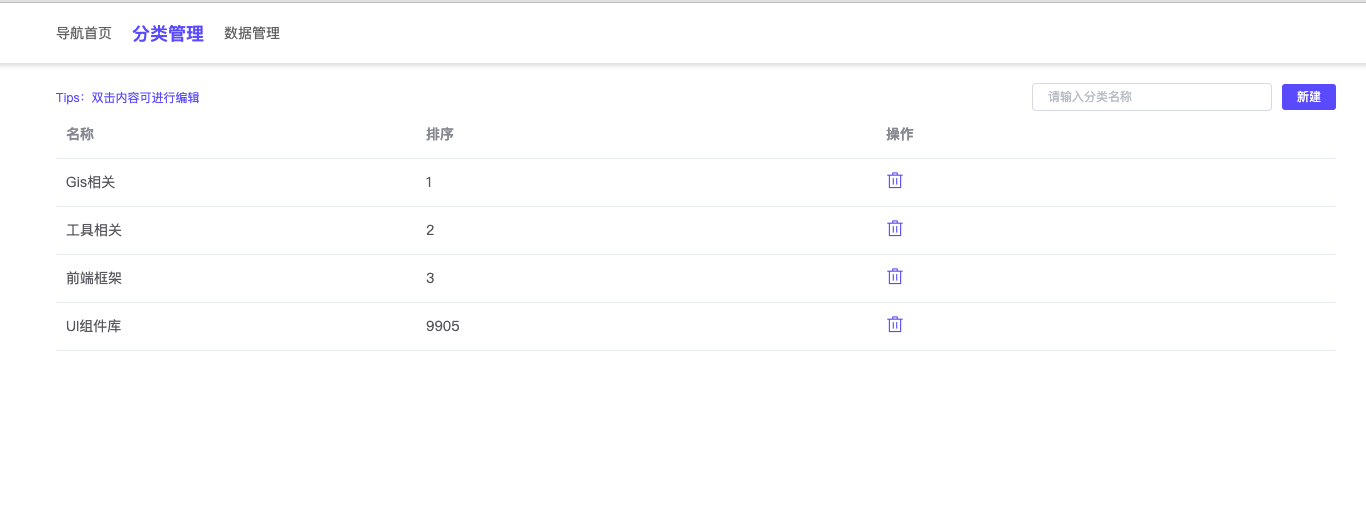 导航首页 分类管理 数据管理
Tips：双击内容可进行编辑 请输入分类名称 新建
名称 排序 操作
Gis相关 1
工具相关 2
前端框架 3
UI组件库 9905